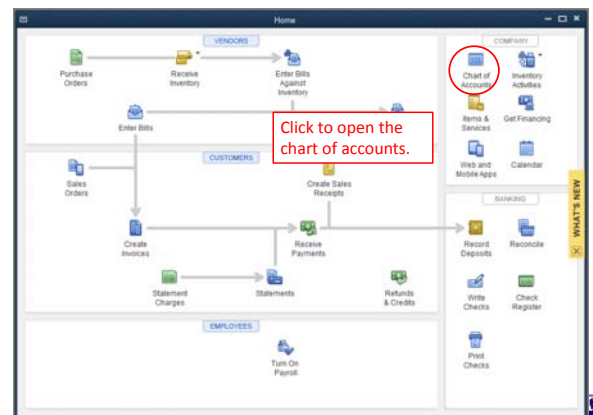 Home
VENDORS
Purchase
Orders
Receive
Inventory
Enter Bills
Against
Inventory
Enter Bills
Click to open the
chart of accounts.
CUSTOMERS
Sales
Orders
Create Sales
Receipts
Create
Invoices
Receive
Payments
Statement
Charges
Statements
Refunds
& Credits
EMPLOYEES
Turn On
Payroll
COMPANY
Chart of
Accounts
Inventory
Activities
Items &
Services
Get Financing
Web and
Mobile Apps
Calendar
BANKING
Record
Deposits
Reconcile
Write
Checks
Check
Register
Print
Checks
WHAT'S NEW